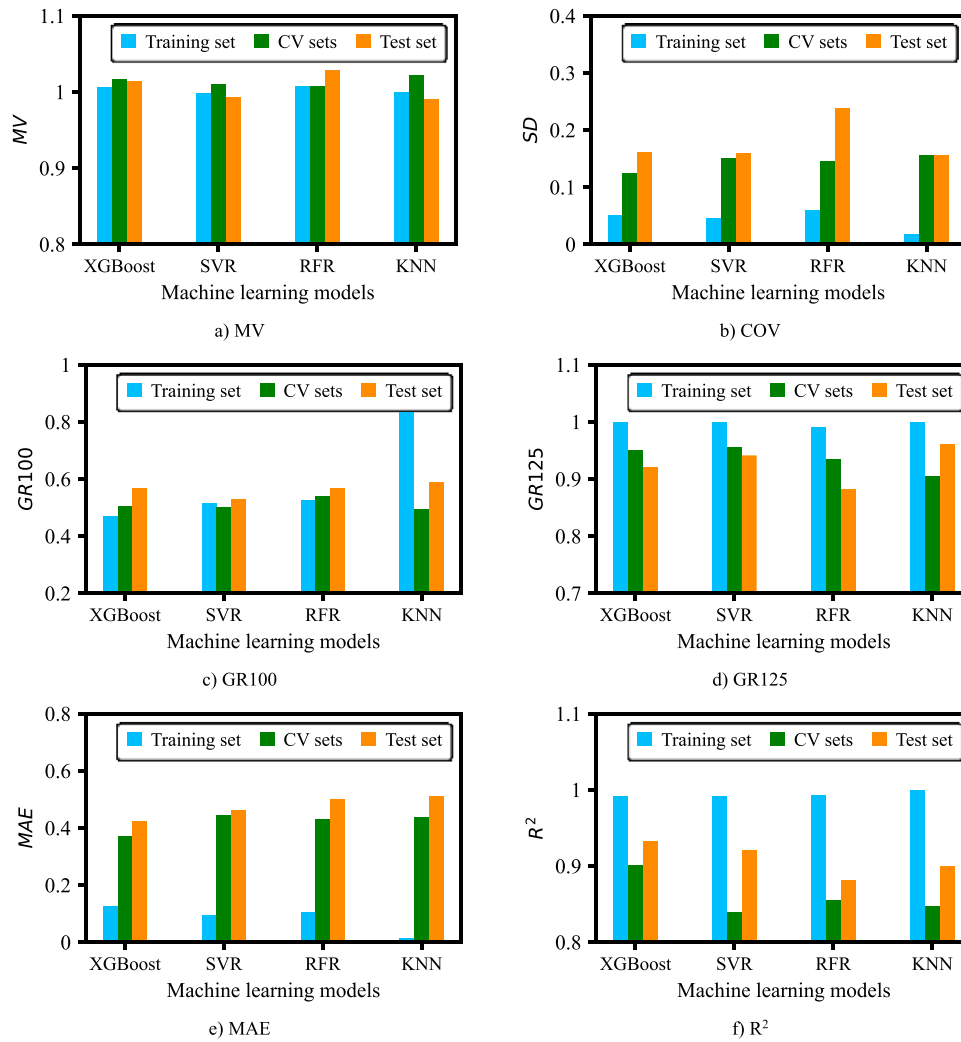 1.1
Training set CV sets Test set
1
MV
0.9
0.8
XGBoost SVR RFR KNN
Machine learning models
a) MV
0.4
Training set CV sets Test set
0.3
SD
0.2
0.1
0
XGBoost SVR RFR KNN
Machine learning models
b) COV
1
Training set CV sets Test set
0.8
GR100
0.6
0.4
0.2
XGBoost SVR RFR KNN
Machine learning models
c) GR100
1.1
Training set CV sets Test set
1
GR125
0.9
0.8
0.7
XGBoost SVR RFR KNN
Machine learning models
d) GR125
0.8
Training set CV sets Test set
0.6
MAE
0.4
0.2
0
XGBoost SVR RFR KNN
Machine learning models
e) MAE
1.1
Training set CV sets Test set
1
R²
0.9
0.8
XGBoost SVR RFR KNN
Machine learning models
f) R²